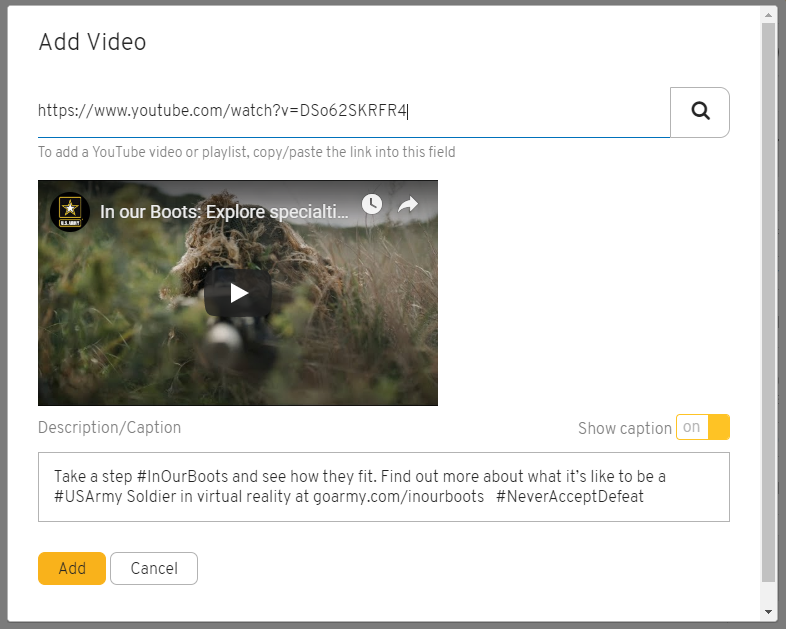 Add Video
https://www.youtube.com/watch?v=DSo62SKRFR4
To add a YouTube video or playlist, copy/paste the link into this field
U.S. ARMY
In our Boots: Explore specialti...
Description/Caption
Show caption on
Take a step #InOurBoots and see how they fit. Find out more about what it’s like to be a
#USArmy Soldier in virtual reality at goarmy.com/inourboots #NeverAcceptDefeat
Add Cancel